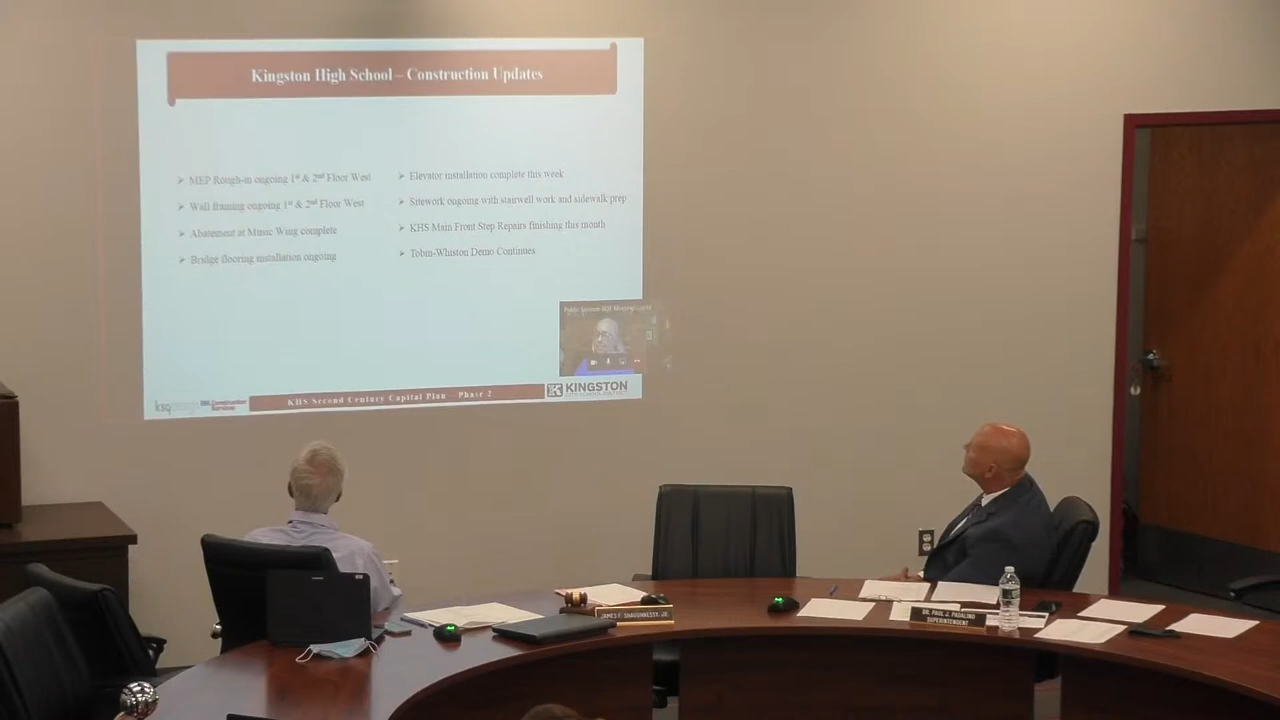 Kingston High School – Construction Updates
➢ MEP Rough-in ongoing 1st & 2nd Floor West
➢ Wall framing ongoing 1st & 2nd Floor West
➢ Abatement at Music Wing complete
➢ Bridge flooring installation ongoing
➢ Elevator installation complete this week
➢ Sitework ongoing with stairwell work and sidewalk prep
➢ KHS Main Front Step Repairs finishing this month
➢ Tobin-Whiston Demo Continues
KHS Second Century Capital Plan – Phase 2
K KINGSTON
CITY SCHOOL DISTRICT
JAMES F. SHAUGHNESSY, JR.
DR. PAUL J. PADALINO
SUPERINTENDENT